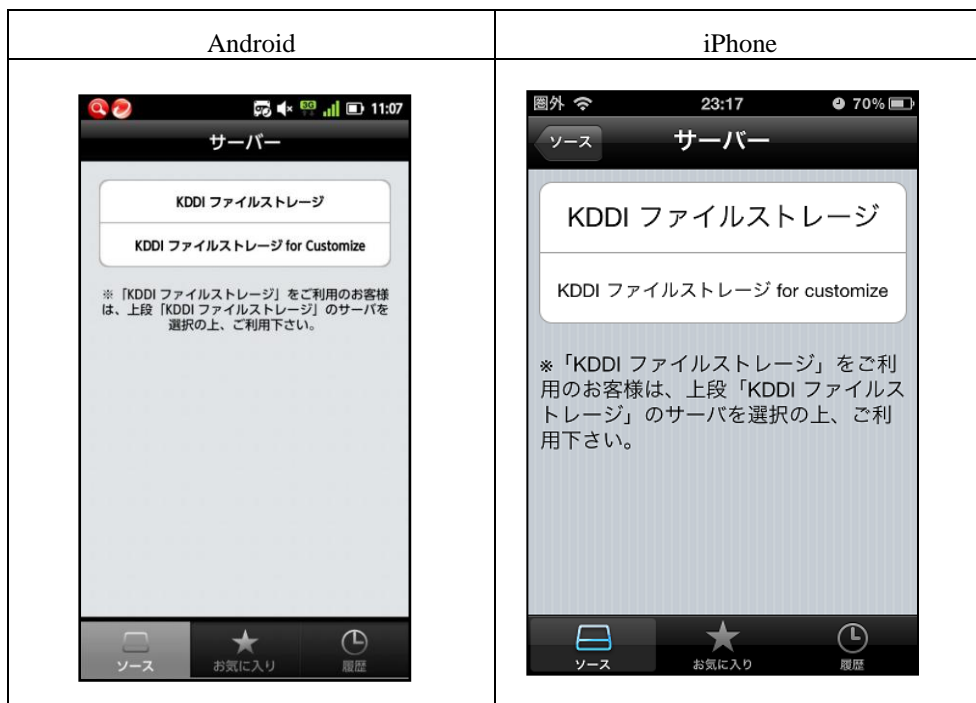 Android
iPhone
3G
11:07
サーバー
KDDI ファイルストレージ
KDDI ファイルストレージ for Customize
※「KDDI ファイルストレージ」をご利用のお客様
は、上段「KDDI ファイルストレージ」のサーバを
選択の上、ご利用下さい。
ソース
お気に入り
履歴
圏外
23:17
70%
ソース
サーバー
KDDI ファイルストレージ
KDDI ファイルストレージ for customize
※「KDDI ファイルストレージ」をご利
用のお客様は、上段「KDDI ファイルス
トレージ」のサーバを選択の上、ご利
用下さい。
ソース
お気に入り
履歴